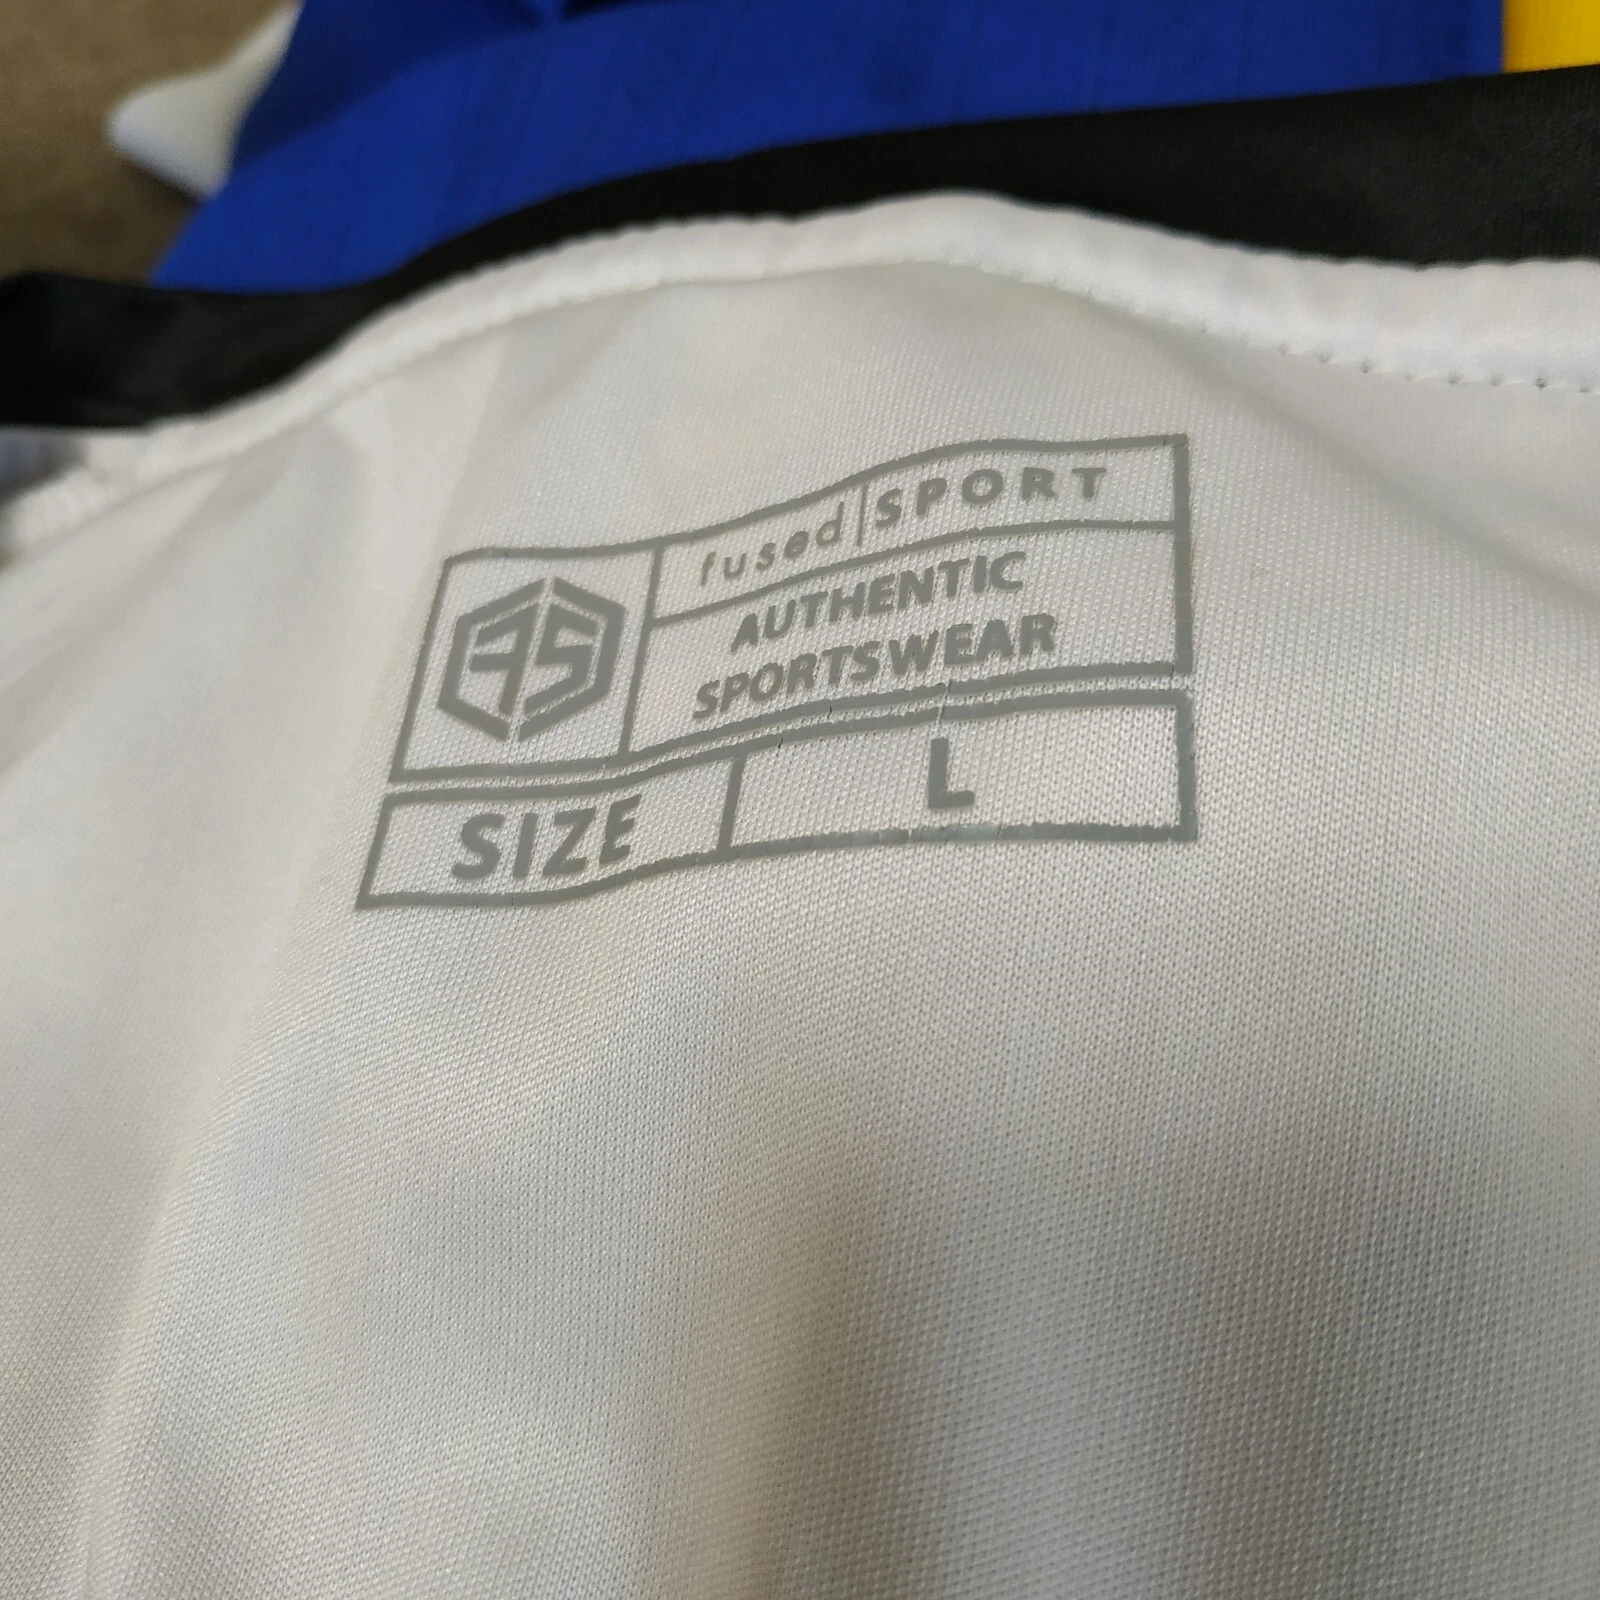 FS
fused|SPORT
AUTHENTIC
SPORTSWEAR
SIZE L